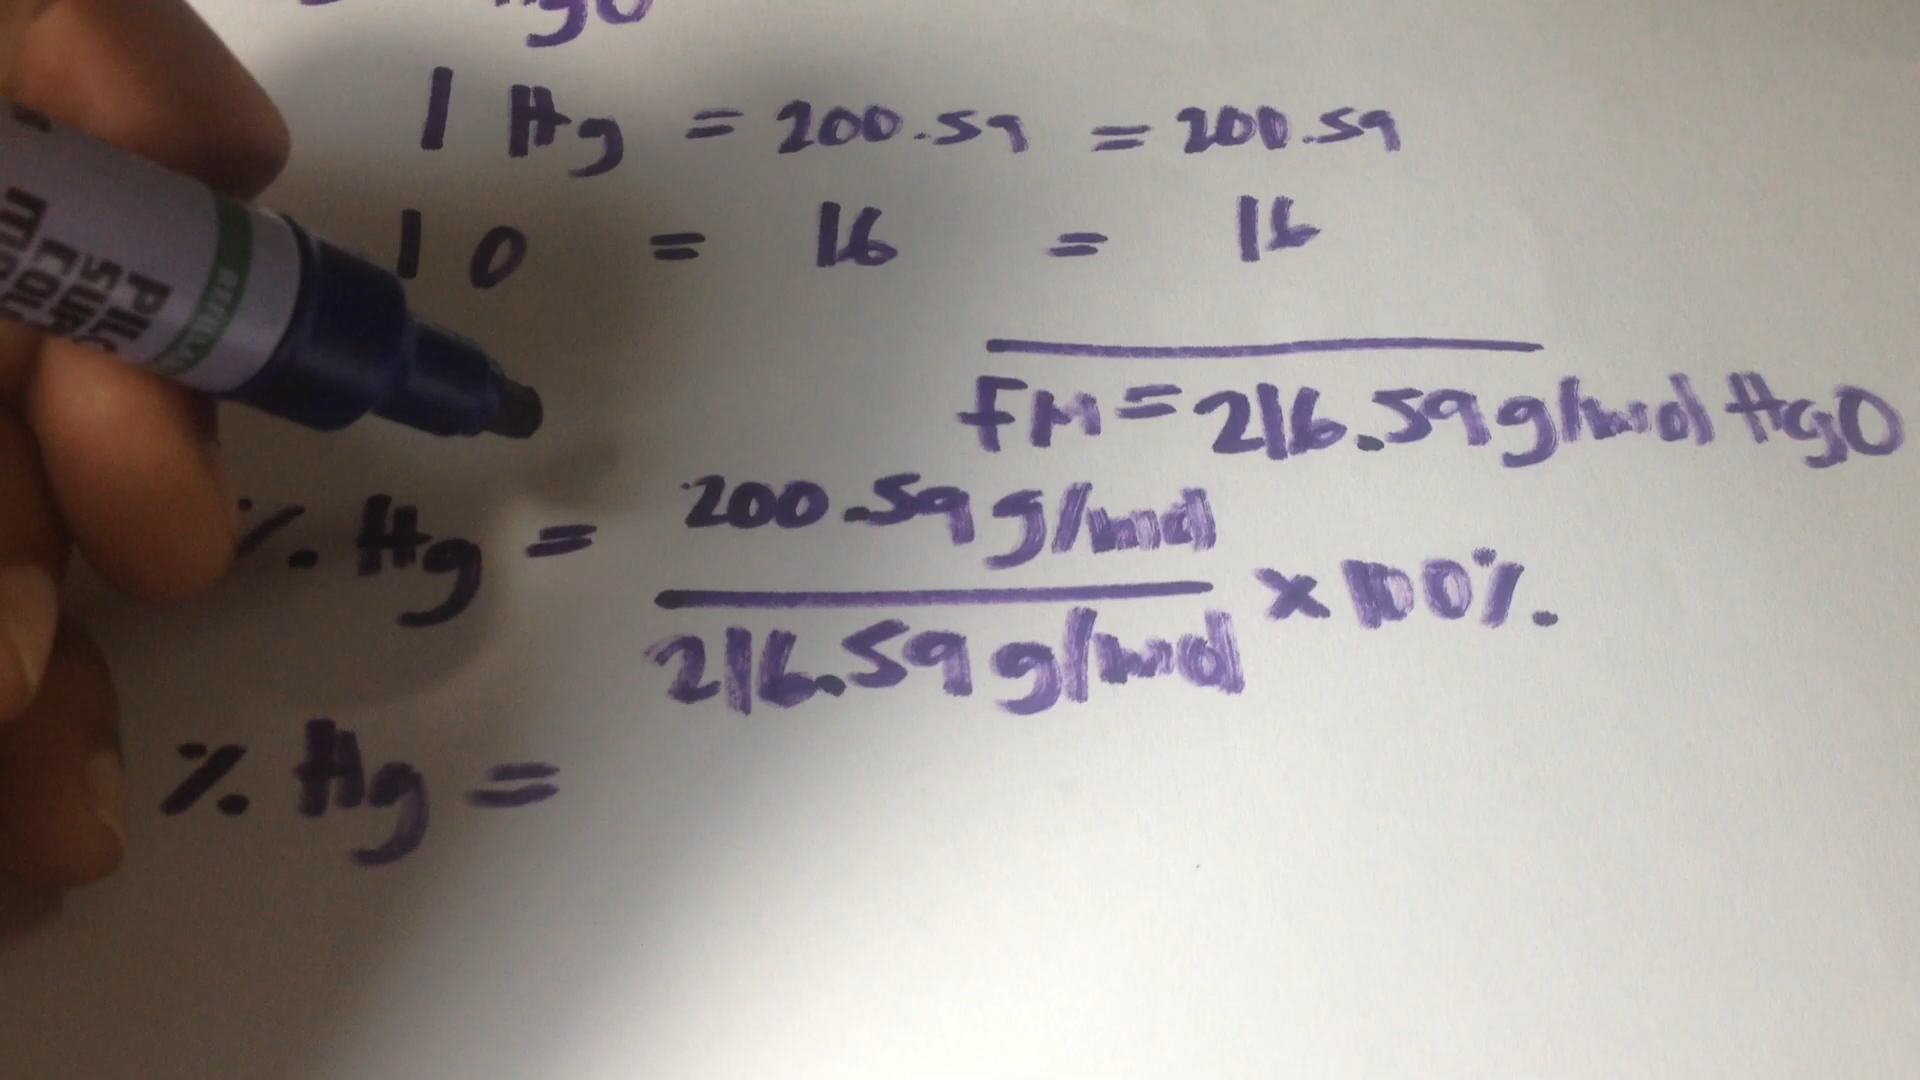 HgO
1 Hg = 200.59 = 200.59
1 O = 16 = 16
FM = 216.59 g/mol HgO
% Hg = 200.59 g/mol
216.59 g/mol
x 100%
% Hg =